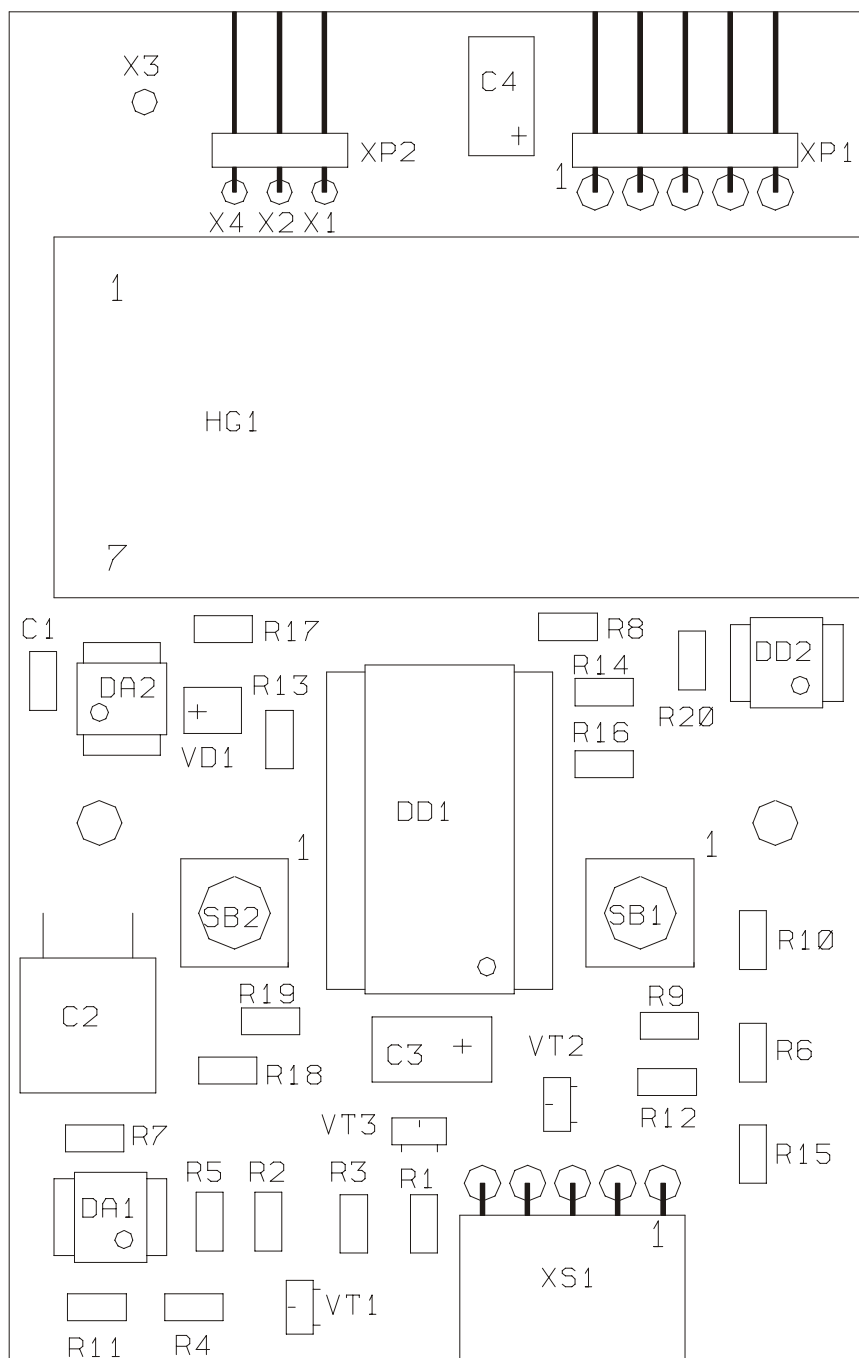 X3
C4
XP2
XP1
1
X4 X2 X1
1
HG1
7
C1
R17
R8
DA2
R13
R14
DD2
VD1
R20
R16
DD1
1
1
SB2
SB1
R10
R19
R9
C2
C3
VT2
R6
R18
R12
VT3
R7
R15
R5
R2
R3
R1
DA1
1
XS1
VT1
R11
R4